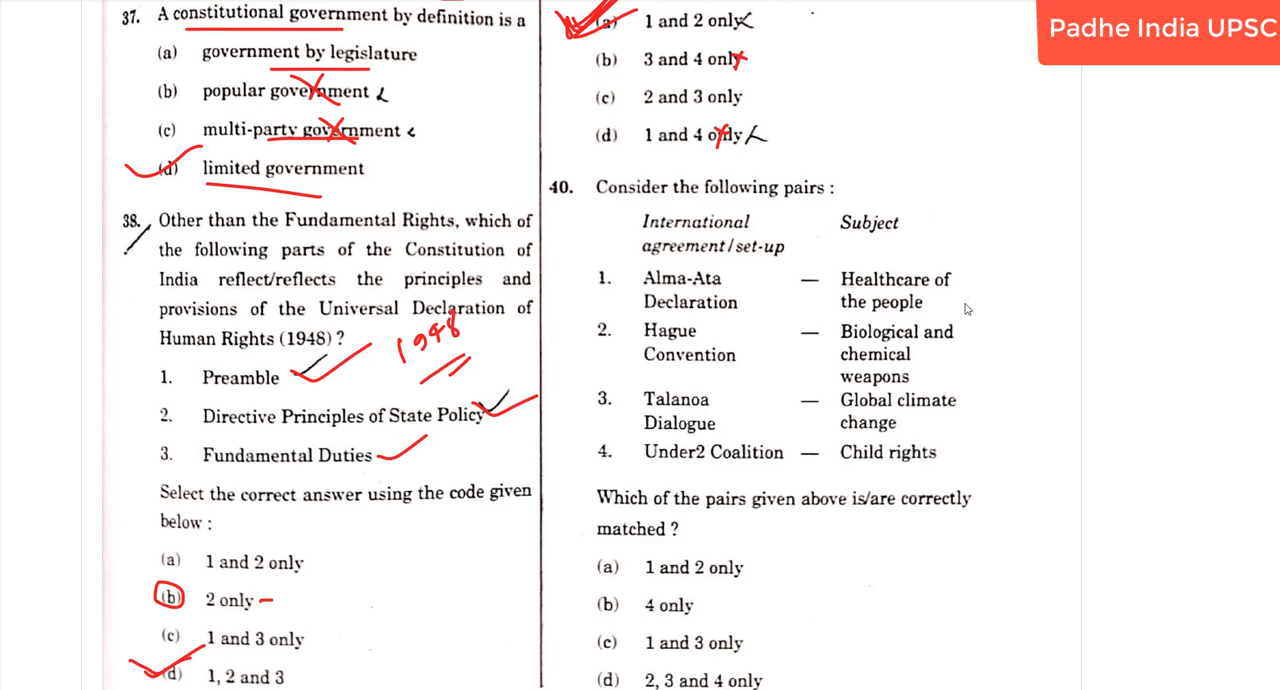 Padhe India UPSC
37. A constitutional government by definition is a
(a) government by legislature
(b) popular government
(c) multi-party government
(d) limited government
38. Other than the Fundamental Rights, which of
the following parts of the Constitution of
India reflect/reflects the principles and
provisions of the Universal Declaration of
Human Rights (1948) ?
1948
1. Preamble
2. Directive Principles of State Policy
3. Fundamental Duties
Select the correct answer using the code given
below :
(a) 1 and 2 only
(b) 2 only
(c) 1 and 3 only
(d) 1, 2 and 3
(a) 1 and 2 only
(b) 3 and 4 only
(c) 2 and 3 only
(d) 1 and 4 only
40. Consider the following pairs :
International Subject
agreement / set-up
1. Alma-Ata — Healthcare of
Declaration the people
2. Hague — Biological and
Convention chemical
weapons
3. Talanoa — Global climate
Dialogue change
4. Under2 Coalition — Child rights
Which of the pairs given above is/are correctly
matched ?
(a) 1 and 2 only
(b) 4 only
(c) 1 and 3 only
(d) 2, 3 and 4 only